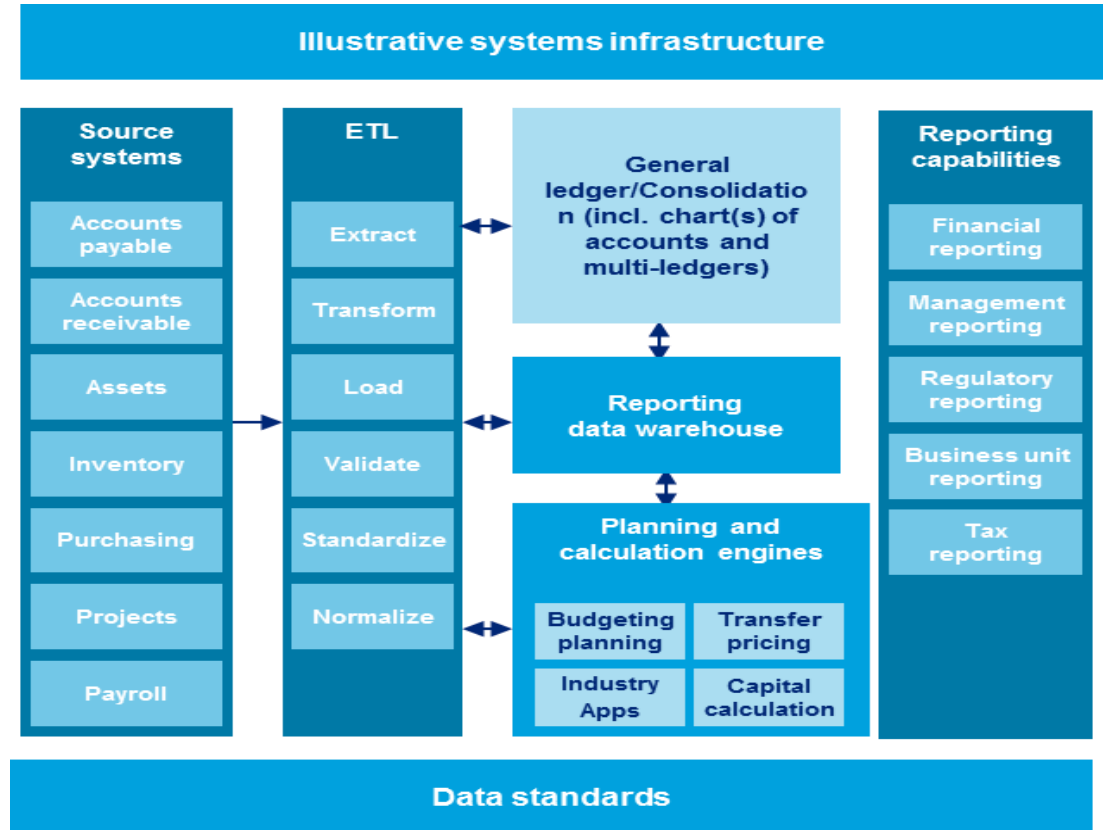 Illustrative systems infrastructure
Source
systems
Accounts
payable
Accounts
receivable
Assets
Inventory
Purchasing
Projects
Payroll
ETL
Extract
Transform
Load
Validate
Standardize
Normalize
General
ledger/Consolidatio
n (incl. chart(s) of
accounts and
multi-ledgers)
Reporting
data warehouse
Planning and
calculation engines
Budgeting
planning
Transfer
pricing
Industry
Apps
Capital
calculation
Reporting
capabilities
Financial
reporting
Management
reporting
Regulatory
reporting
Business unit
reporting
Tax
reporting
Data standards